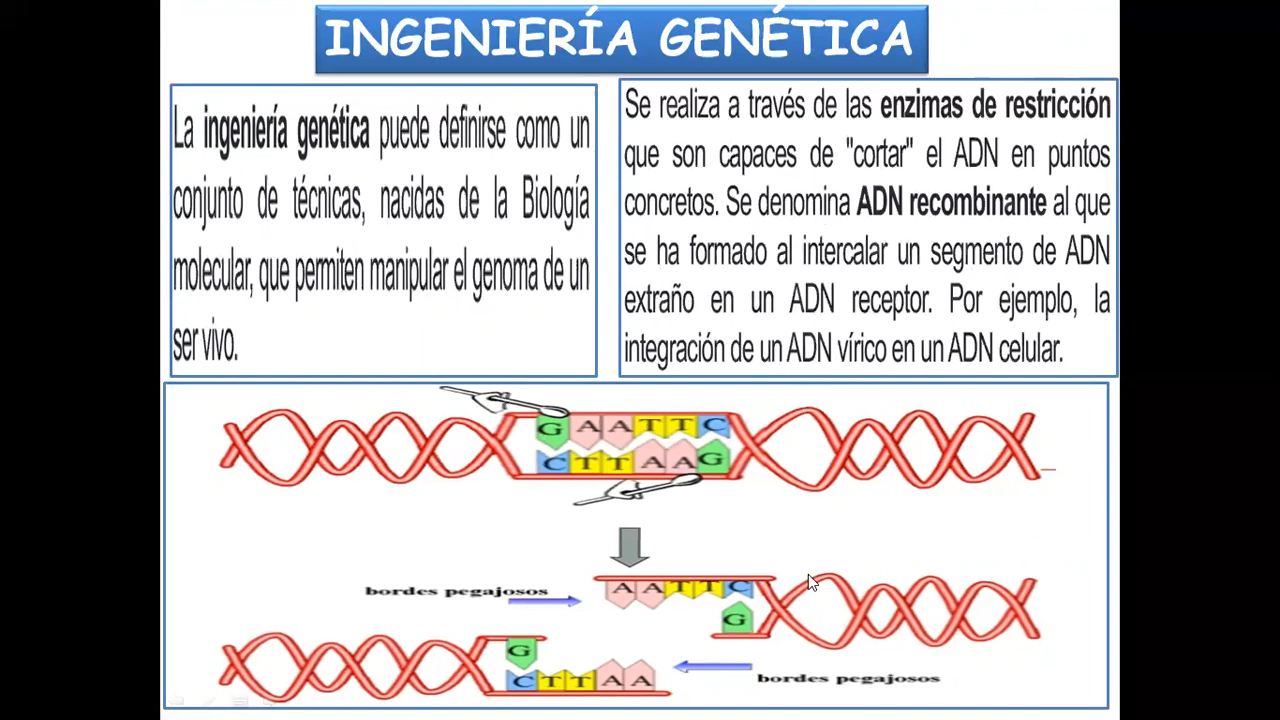 INGENIERÍA GENÉTICA
La ingeniería genética puede definirse como un
conjunto de técnicas, nacidas de la Biología
molecular, que permiten manipular el genoma de un
ser vivo.
Se realiza a través de las enzimas de restricción
que son capaces de "cortar" el ADN en puntos
concretos. Se denomina ADN recombinante al que
se ha formado al intercalar un segmento de ADN
extraño en un ADN receptor. Por ejemplo, la
integración de un ADN vírico en un ADN celular.
G A A T T C
C T T A A G
bordes pegajosos
A A T T C
G
G
C T T A A
bordes pegajosos